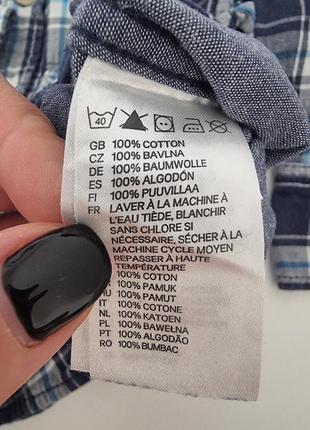 40
GB 100% COTTON
CZ 100% BAVLNA
DE 100% BAUMWOLLE
ES 100% ALGODÓN
FI 100% PUUVILLAA
FR LAVER À LA MACHINE À
L'EAU TIÈDE, BLANCHIR
SANS CHLORE SI
NÉCESSAIRE, SÉCHER À LA
MACHINE CYCLE MOYEN
REPASSER À HAUTE
TEMPÉRATURE
100% COTON
100% PAMUK
100% PAMUT
IT 100% COTONE
NL 100% KATOEN
PL 100% BAWEŁNA
PT 100% ALGODÃO
RO 100% BUMBAC